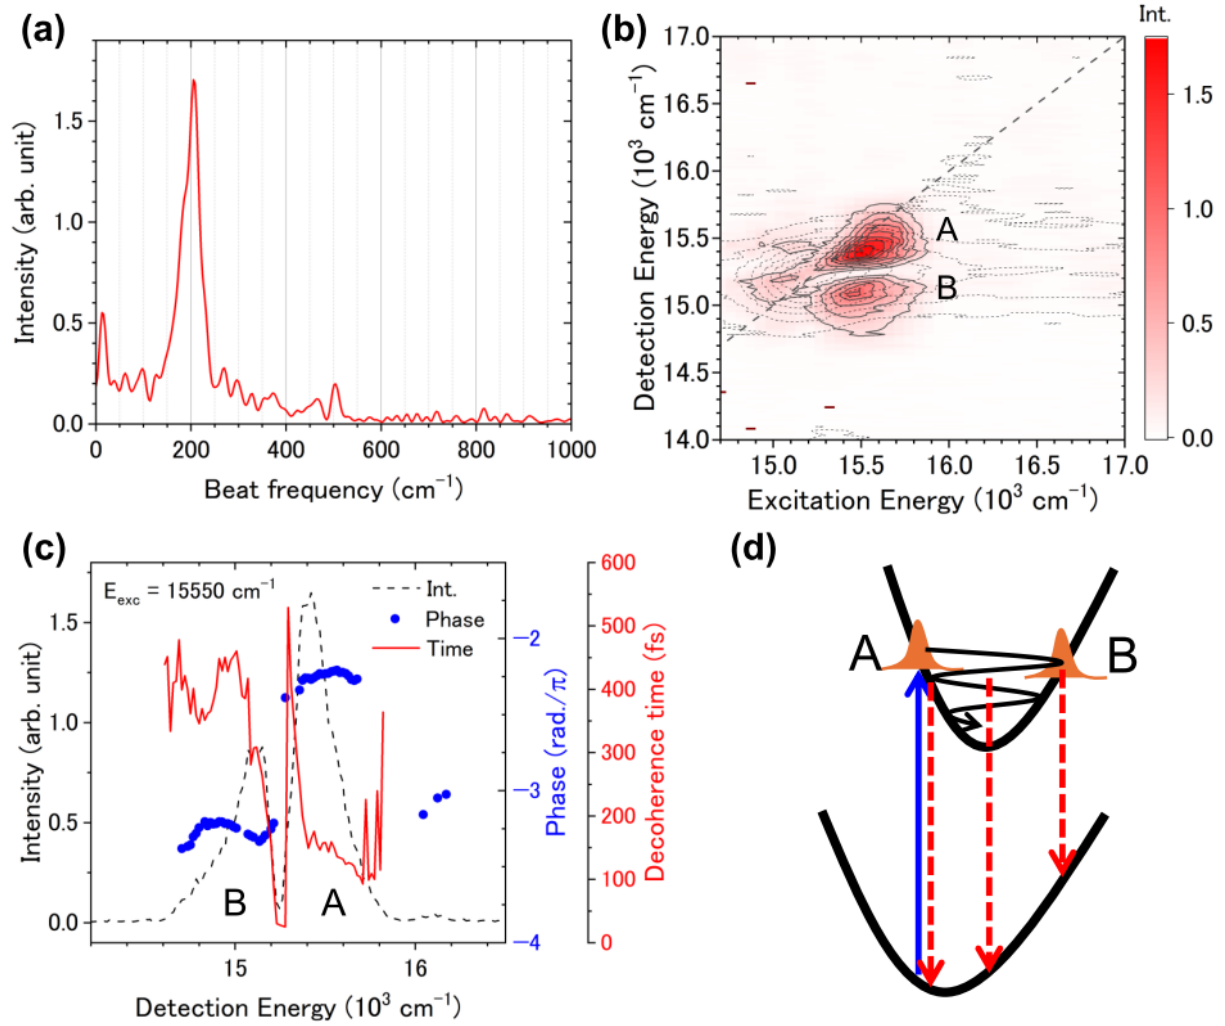 (a)
Intensity (arb. unit)
1.5
1.0
0.5
0.0
0 200 400 600 800 1000
Beat frequency (cm⁻¹)
(b)
Int.
Detection Energy (10³ cm⁻¹)
17.0
16.5
16.0
15.5
15.0
14.5
14.0
A
B
15.0 15.5 16.0 16.5 17.0
Excitation Energy (10³ cm⁻¹)
1.5
1.0
0.5
0.0
(c)
E_exc = 15550 cm⁻¹
Int.
Phase
Time
Intensity (arb. unit)
1.5
1.0
0.5
0.0
B
A
15 16
Detection Energy (10³ cm⁻¹)
−2
−3
−4
Phase (rad./π)
600
500
400
300
200
100
0
Decoherence time (fs)
(d)
A
B